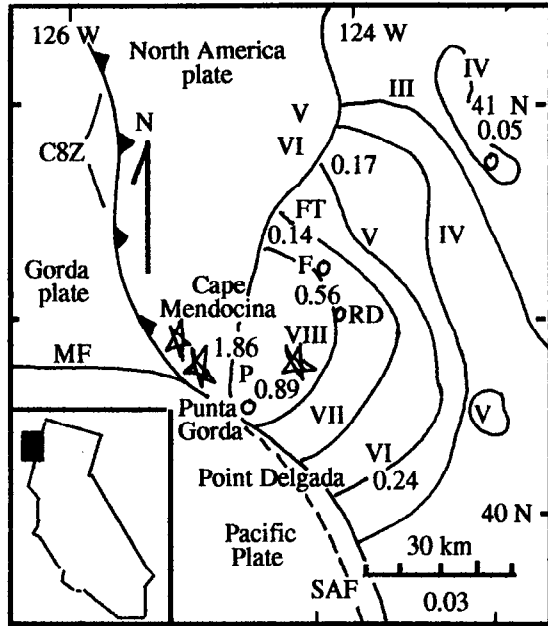 126 W
124 W
North America
plate
IV
III
41 N
0.05
V
N
VI
C8Z
0.17
FT
0.14
V
IV
F
Gorda
plate
Cape
Mendocina
0.56
RD
VIII
1.86
MF
P
0.89
V
Punta
Gorda
VII
VI
Point Delgada
0.24
Pacific
Plate
40 N
30 km
SAF
0.03